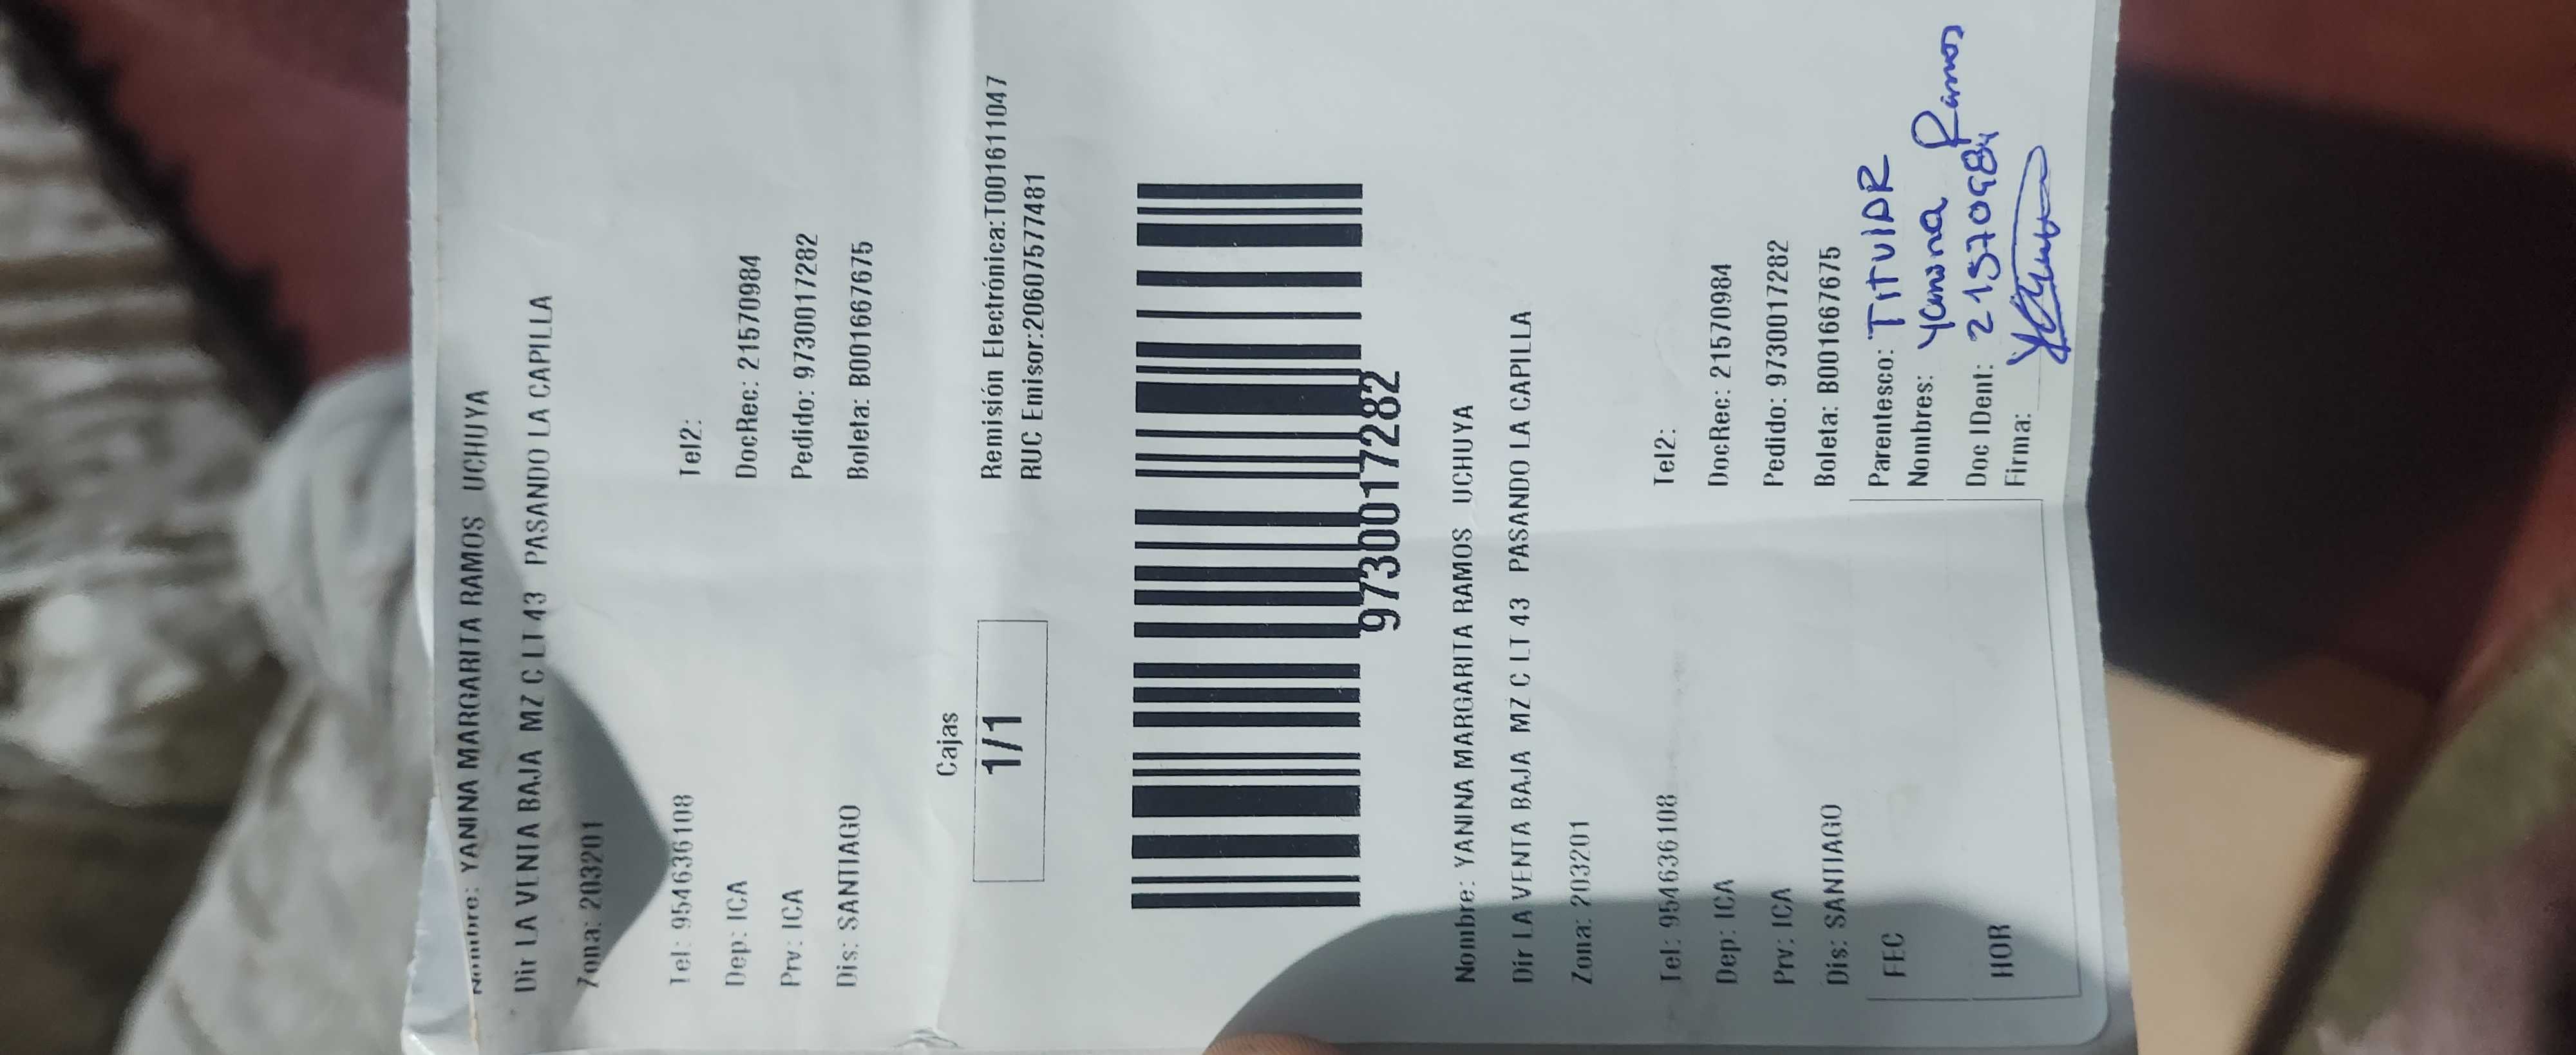 Nombre: YANINA MARGARITA RAMOS UCHUYA
Dir LA VENTA BAJA MZ C LT 43 PASANDO LA CAPILLA
Zona: 203201
Tel: 954636108 Tel2:
Dep: ICA DocRec: 21570984
Prv: ICA Pedido: 9730017282
Dis: SANTIAGO Boleta: B001667675
Cajas
1/1
Remisión Electrónica:T001611047
RUC Emisor:20607577481
9730017282
Nombre: YANINA MARGARITA RAMOS UCHUYA
Dir LA VENTA BAJA MZ C LT 43 PASANDO LA CAPILLA
Zona: 203201
Tel: 954636108 Tel2:
Dep: ICA DocRec: 21570984
Prv: ICA Pedido: 9730017282
Dis: SANTIAGO Boleta: B001667675
FEC Parentesco: TITULAR
Nombres: Yanina Ramos
HOR Doc IDent: 21570984
Firma: